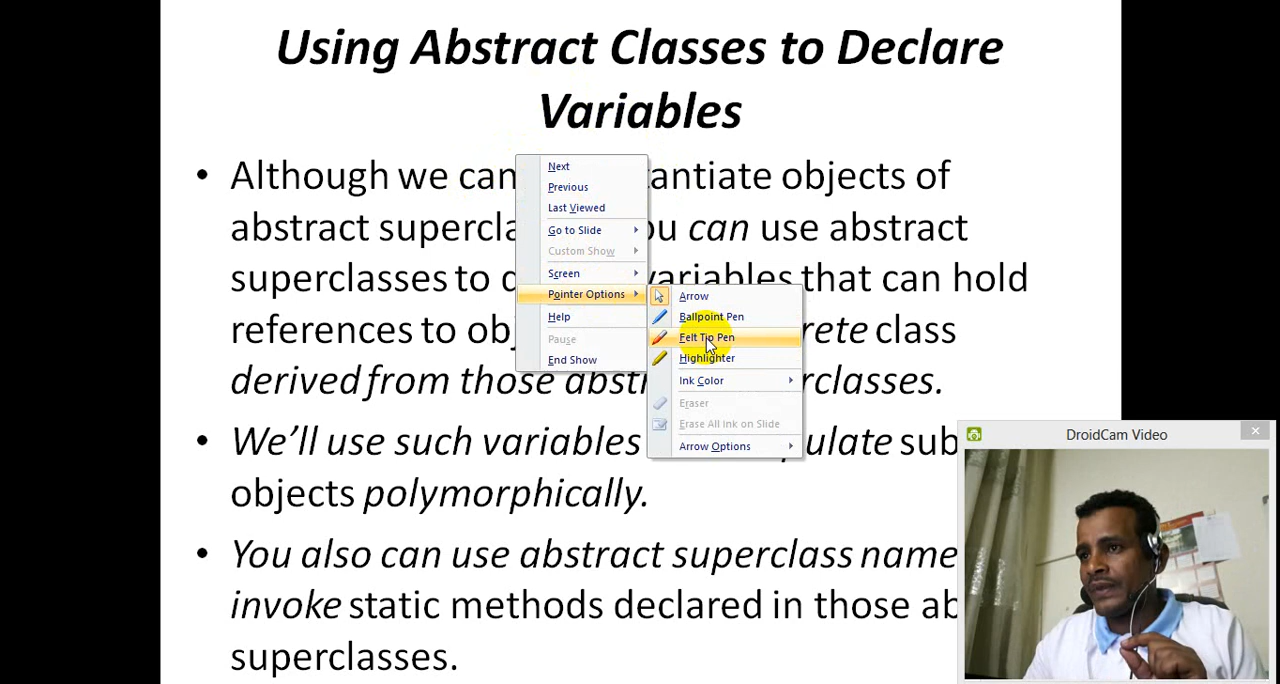 Using Abstract Classes to Declare
Variables
• Although we can tantiate objects of
abstract supercla ou can use abstract
superclasses to d variables that can hold
references to obj rete class
derived from those abst rclasses.
• We’ll use such variables pulate sub
objects polymorphically.
• You also can use abstract superclass name
invoke static methods declared in those ab
superclasses.
Next
Previous
Last Viewed
Go to Slide
Custom Show
Screen
Pointer Options
Help
Pause
End Show
Arrow
Ballpoint Pen
Felt Tip Pen
Highlighter
Ink Color
Eraser
Erase All Ink on Slide
Arrow Options
DroidCam Video